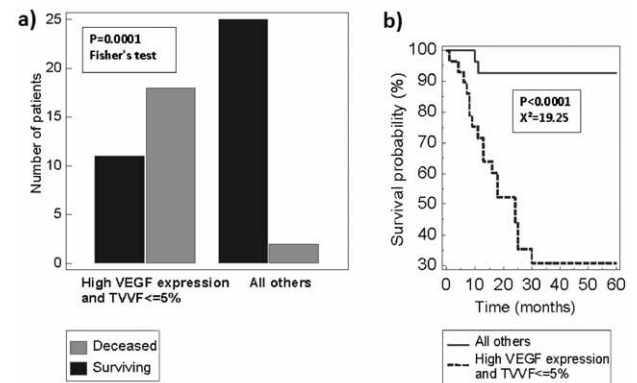 a)
P=0.0001
Fisher's test
Number of patients
25
20
15
10
5
0
High VEGF expression
and TVVF<=5%
All others
Deceased
Surviving
b)
P<0.0001
X²=19.25
Survival probability (%)
100
90
80
70
60
50
40
30
0 10 20 30 40 50 60
Time (months)
All others
High VEGF expression
and TVVF<=5%